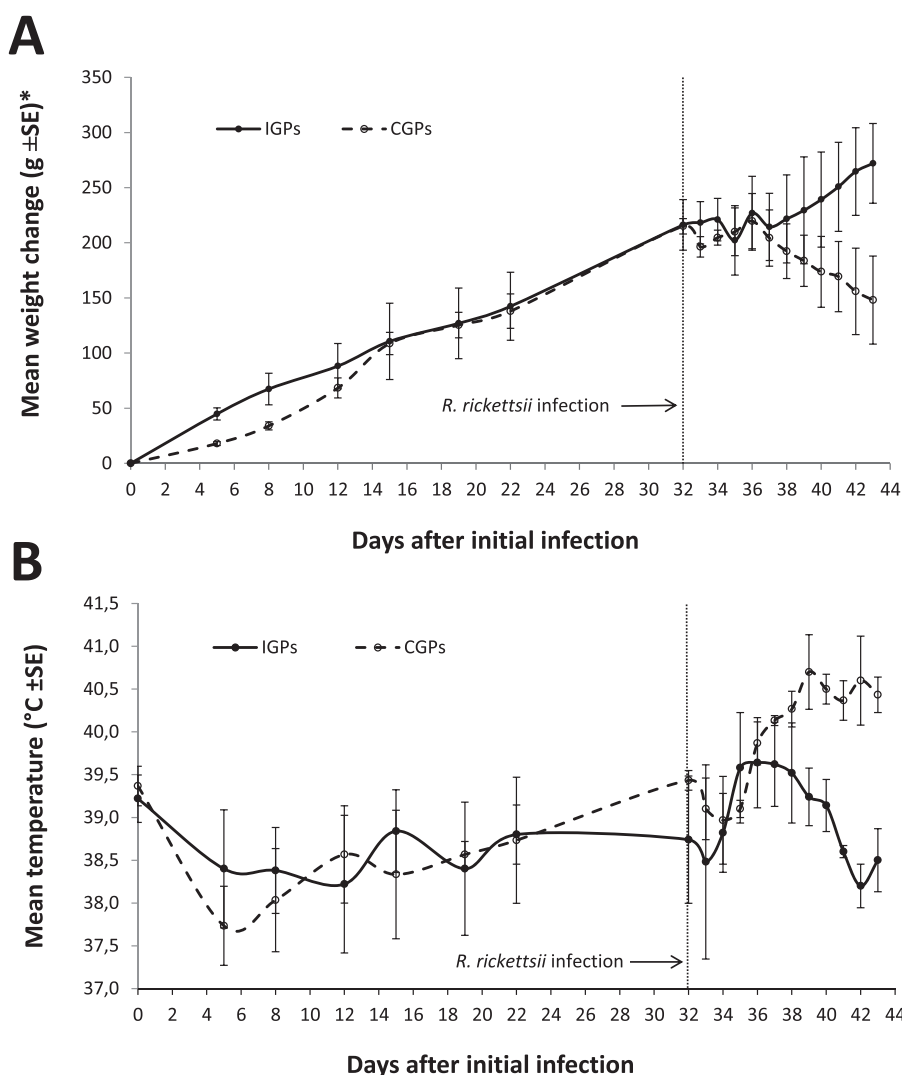 A
Mean weight change (g ±SE)*
350
300
250
200
150
100
50
0
IGPs CGPs
R. rickettsii infection
0 2 4 6 8 10 12 14 16 18 20 22 24 26 28 30 32 34 36 38 40 42 44
Days after initial infection
B
Mean temperature (°C ±SE)
41,5
41,0
40,5
40,0
39,5
39,0
38,5
38,0
37,5
37,0
IGPs CGPs
R. rickettsii infection
0 2 4 6 8 10 12 14 16 18 20 22 24 26 28 30 32 34 36 38 40 42 44
Days after initial infection